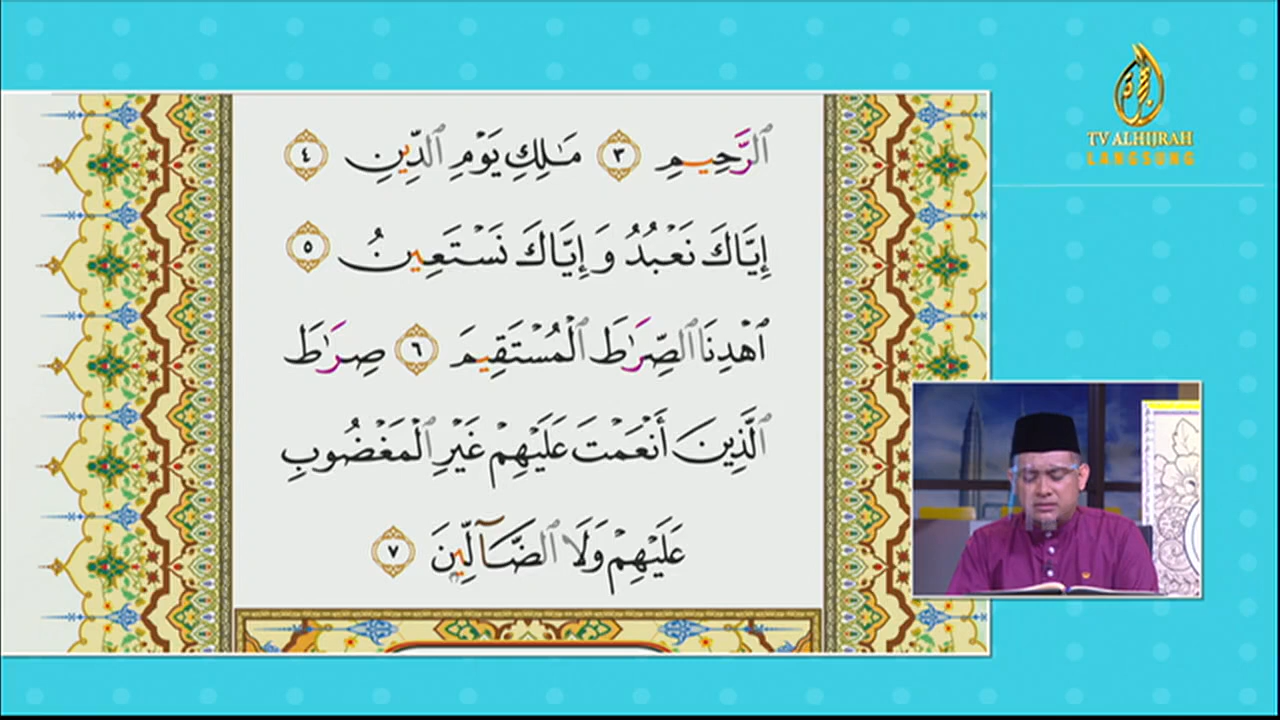 ٱلرَّحِيمِ ٣ مَـٰلِكِ يَوْمِ ٱلدِّينِ ٤
إِيَّاكَ نَعْبُدُ وَإِيَّاكَ نَسْتَعِينُ ٥
ٱهْدِنَا ٱلصِّرَٰطَ ٱلْمُسْتَقِيمَ ٦ صِرَٰطَ
ٱلَّذِينَ أَنْعَمْتَ عَلَيْهِمْ غَيْرِ ٱلْمَغْضُوبِ
عَلَيْهِمْ وَلَا ٱلضَّآلِّينَ ٧
TV ALHIJRAH
LANGSUNG